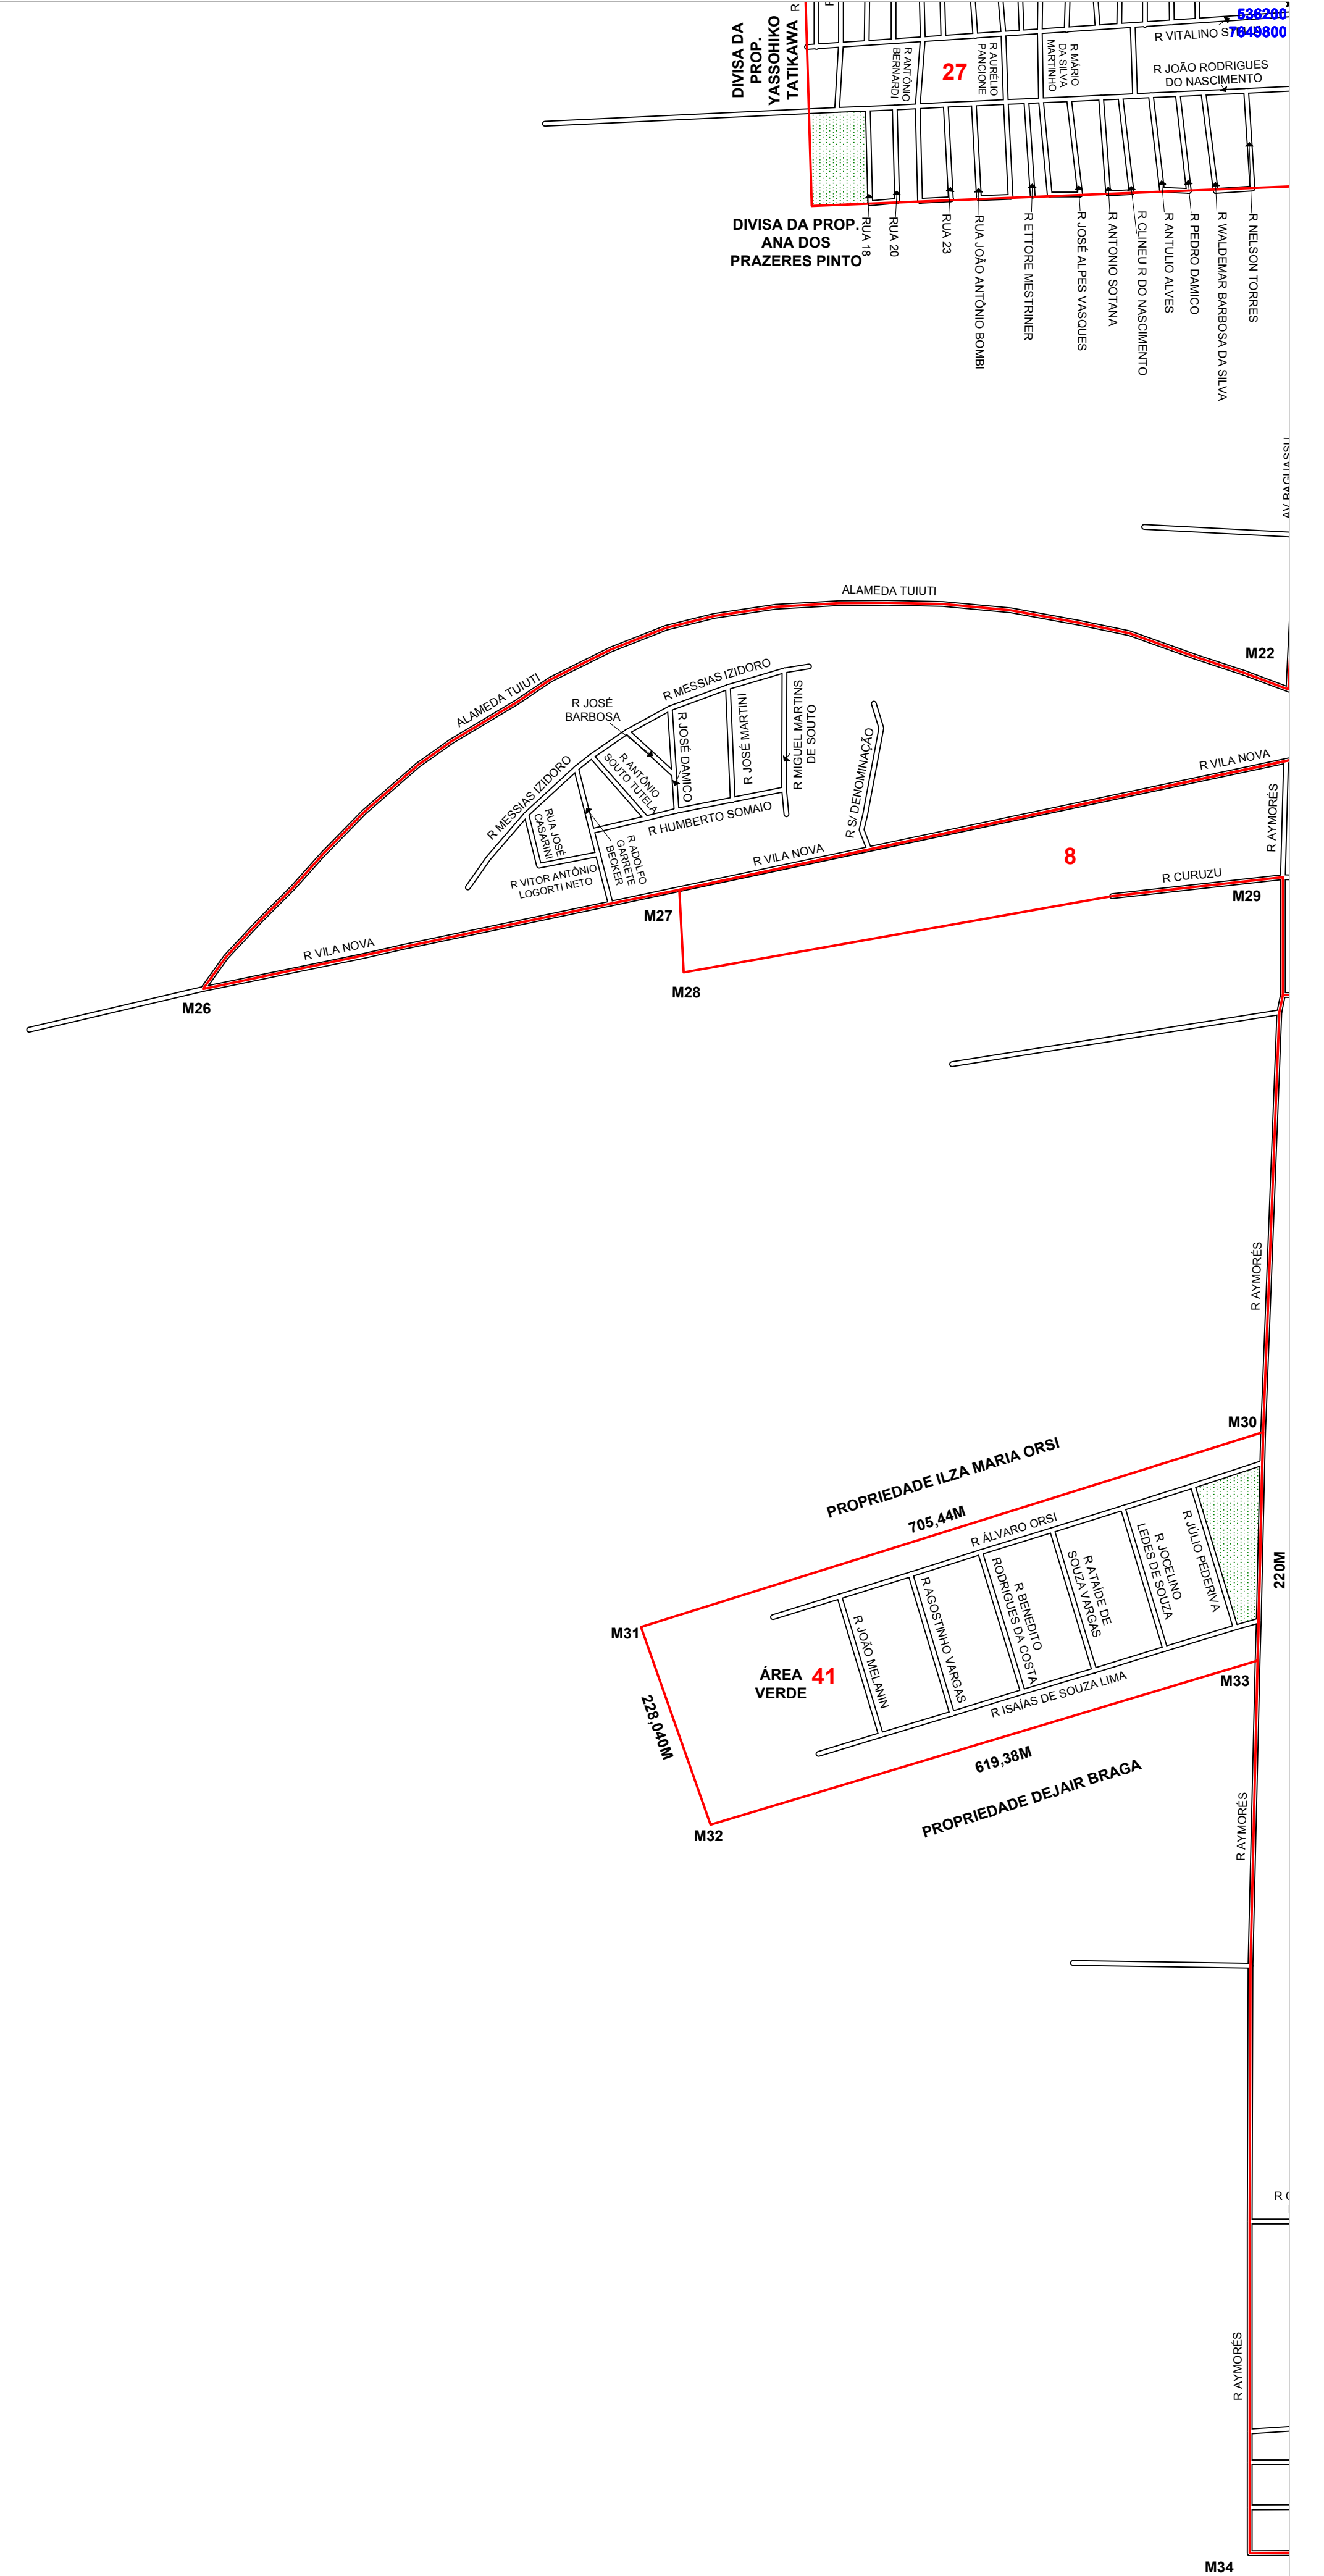 DIVISA DA
PROP.
YASSOHIKO
TATIKAWA
R
536200
7649800
R VITALINO S
R JOÃO RODRIGUES
DO NASCIMENTO
R ANTÔNIO
BERNARDI
27
R AURÉLIO
PANCIONE
R MÁRIO
DA SILVA
MARTINHO
DIVISA DA PROP.
ANA DOS
PRAZERES PINTO
RUA 18
RUA 20
RUA 23
RUA JOÃO ANTÔNIO BOMBI
R ETTORE MESTRINER
R JOSÉ ALPES VASQUES
R ANTONIO SOTANA
R CLINEU R DO NASCIMENTO
R ANTULIO ALVES
R PEDRO DAMICO
R WALDEMAR BARBOSA DA SILVA
R NELSON TORRES
AV BAGUASSU
ALAMEDA TUIUTI
M22
ALAMEDA TUIUTI
R MESSIAS IZIDORO
R JOSÉ
BARBOSA
R JOSÉ DAMICO
R JOSÉ MARTINI
R MIGUEL MARTINS
DE SOUTO
R S/ DENOMINAÇÃO
R VILA NOVA
R MESSIAS IZIDORO
R ANTÔNIO
SOUTO TUTELA
RUA JOSÉ
CASARINI
R HUMBERTO SOMAIO
R ADOLFO
GARRETE
BECKER
R VITOR ANTÔNIO
LOGORTI NETO
R VILA NOVA
R AYMORÉS
8
R CURUZU
M29
M27
R VILA NOVA
M28
M26
R AYMORÉS
M30
PROPRIEDADE ILZA MARIA ORSI
705,44M
R ÁLVARO ORSI
R JÚLIO PEDERIVA
R JOCELINO
LEDES DE SOUZA
R ATAÍDE DE
SOUZA VARGAS
R BENEDITO
RODRIGUES DA COSTA
R AGOSTINHO VARGAS
R JOÃO MELANIN
220M
M31
ÁREA
VERDE
41
M33
R ISAÍAS DE SOUZA LIMA
228,040M
619,38M
PROPRIEDADE DEJAIR BRAGA
M32
R AYMORÉS
R
R AYMORÉS
M34